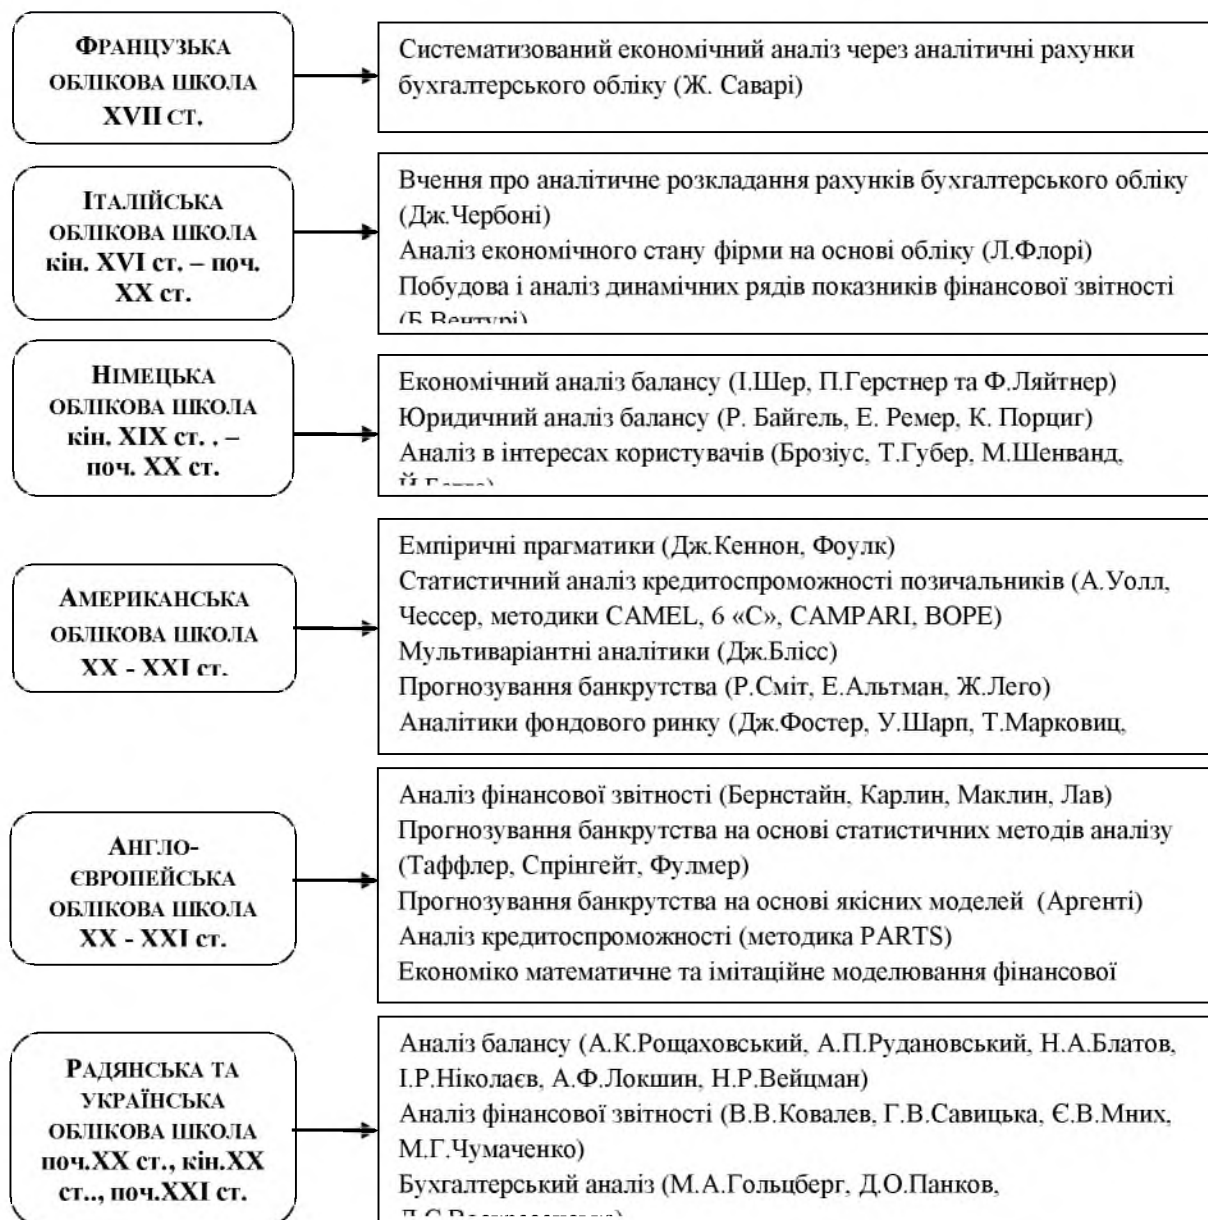 ФРАНЦУЗЬКА
ОБЛІКОВА ШКОЛА
XVII СТ.
Систематизований економічний аналіз через аналітичні рахунки
бухгалтерського обліку (Ж. Саварі)
ІТАЛІЙСЬКА
ОБЛІКОВА ШКОЛА
кін. XVI ст. – поч.
XX ст.
Вчення про аналітичне розкладання рахунків бухгалтерського обліку
(Дж.Чербоні)
Аналіз економічного стану фірми на основі обліку (Л.Флорі)
Побудова і аналіз динамічних рядів показників фінансової звітності
(Б.Вентурі)
НІМЕЦЬКА
ОБЛІКОВА ШКОЛА
кін. XIX ст. . –
поч. XX ст.
Економічний аналіз балансу (І.Шер, П.Герстнер та Ф.Ляйтнер)
Юридичний аналіз балансу (Р. Байгель, Е. Ремер, К. Порциг)
Аналіз в інтересах користувачів (Брозіус, Т.Губер, М.Шенванд,
АМЕРИКАНСЬКА
ОБЛІКОВА ШКОЛА
XX - XXI ст.
Емпіричні прагматики (Дж.Кеннон, Фоулк)
Статистичний аналіз кредитоспроможності позичальників (А.Уолл,
Чессер, методики CAMEL, 6 «С», CAMPARI, BOPE)
Мультиваріантні аналітики (Дж.Блісс)
Прогнозування банкрутства (Р.Сміт, Е.Альтман, Ж.Лего)
Аналітики фондового ринку (Дж.Фостер, У.Шарп, Т.Марковиц,
АНГЛО-
ЄВРОПЕЙСЬКА
ОБЛІКОВА ШКОЛА
XX - XXI ст.
Аналіз фінансової звітності (Бернстайн, Карлин, Маклин, Лав)
Прогнозування банкрутства на основі статистичних методів аналізу
(Таффлер, Спрінгейт, Фулмер)
Прогнозування банкрутства на основі якісних моделей (Аргенті)
Аналіз кредитоспроможності (методика PARTS)
Економіко математичне та імітаційне моделювання фінансової
РАДЯНСЬКА ТА
УКРАЇНСЬКА
ОБЛІКОВА ШКОЛА
поч.XX ст., кін.XX
ст.., поч.XXI ст.
Аналіз балансу (А.К.Рощаховський, А.П.Рудановський, Н.А.Блатов,
І.Р.Ніколаєв, А.Ф.Локшин, Н.Р.Вейцман)
Аналіз фінансової звітності (В.В.Ковалев, Г.В.Савицька, Є.В.Мних,
М.Г.Чумаченко)
Бухгалтерський аналіз (М.А.Гольцберг, Д.О.Панков,